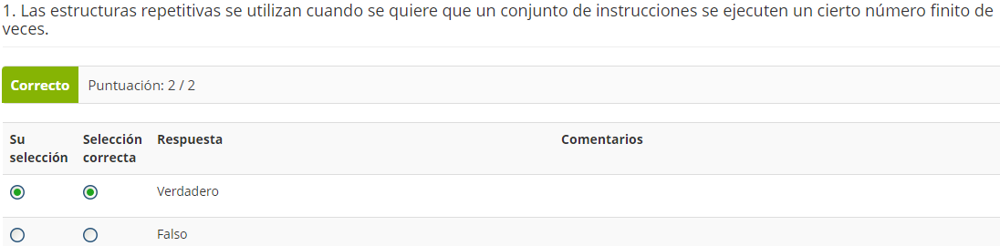 1. Las estructuras repetitivas se utilizan cuando se quiere que un conjunto de instrucciones se ejecuten un cierto número finito de
veces.
Correcto Puntuación: 2 / 2
Su selección Selección correcta Respuesta Comentarios
Verdadero
Falso